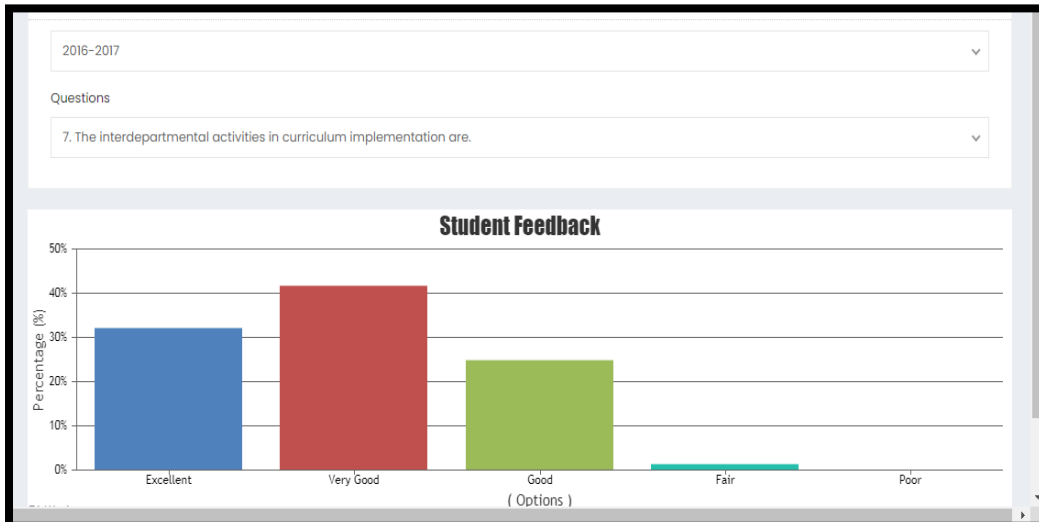 2016-2017
Questions
7. The interdepartmental activities in curriculum implementation are.
Student Feedback
50%
40%
30%
20%
10%
0%
Percentage (%)
Excellent Very Good Good Fair Poor
( Options )